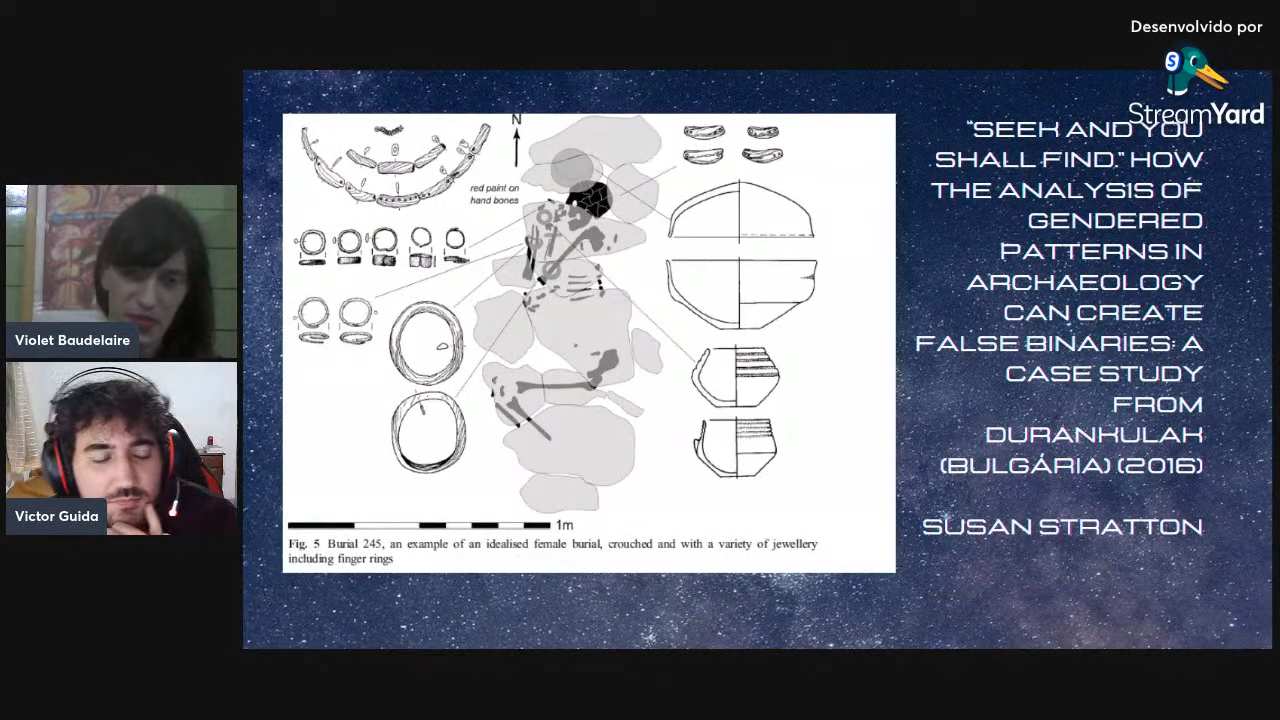 Desenvolvido por
StreamYard
Violet Baudelaire
Victor Guida
N
red paint on
hand bones
1m
Fig. 5 Burial 245, an example of an idealised female burial, crouched and with a variety of jewellery
including finger rings
"SEEK AND YOU
SHALL FIND." HOW
THE ANALYSIS OF
GENDERED
PATTERNS IN
ARCHAEOLOGY
CAN CREATE
FALSE BINARIES: A
CASE STUDY
FROM
DURANKULAK
(BULGÁRIA) (2016)
SUSAN STRATTON